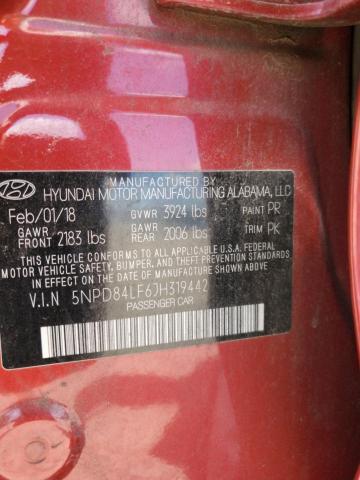 MANUFACTURED BY
HYUNDAI MOTOR MANUFACTURING ALABAMA, LLC
Feb/01/18 GVWR 3924 lbs PAINT PR
GAWR FRONT 2183 lbs GAWR REAR 2006 lbs TRIM PK
THIS VEHICLE CONFORMS TO ALL APPLICABLE U.S.A. FEDERAL
MOTOR VEHICLE SAFETY, BUMPER, AND THEFT PREVENTION STANDARDS
IN EFFECT ON THE DATE OF MANUFACTURE SHOWN ABOVE.
V.I.N 5NPD84LF6JH319442
PASSENGER CAR